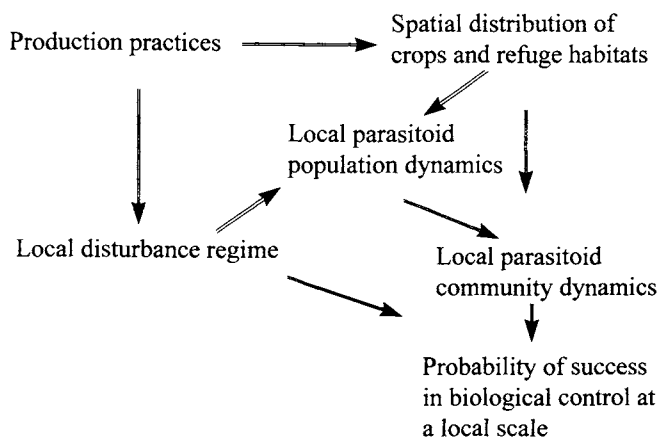 Production practices
Spatial distribution of
crops and refuge habitats
Local parasitoid
population dynamics
Local disturbance regime
Local parasitoid
community dynamics
Probability of success
in biological control at
a local scale